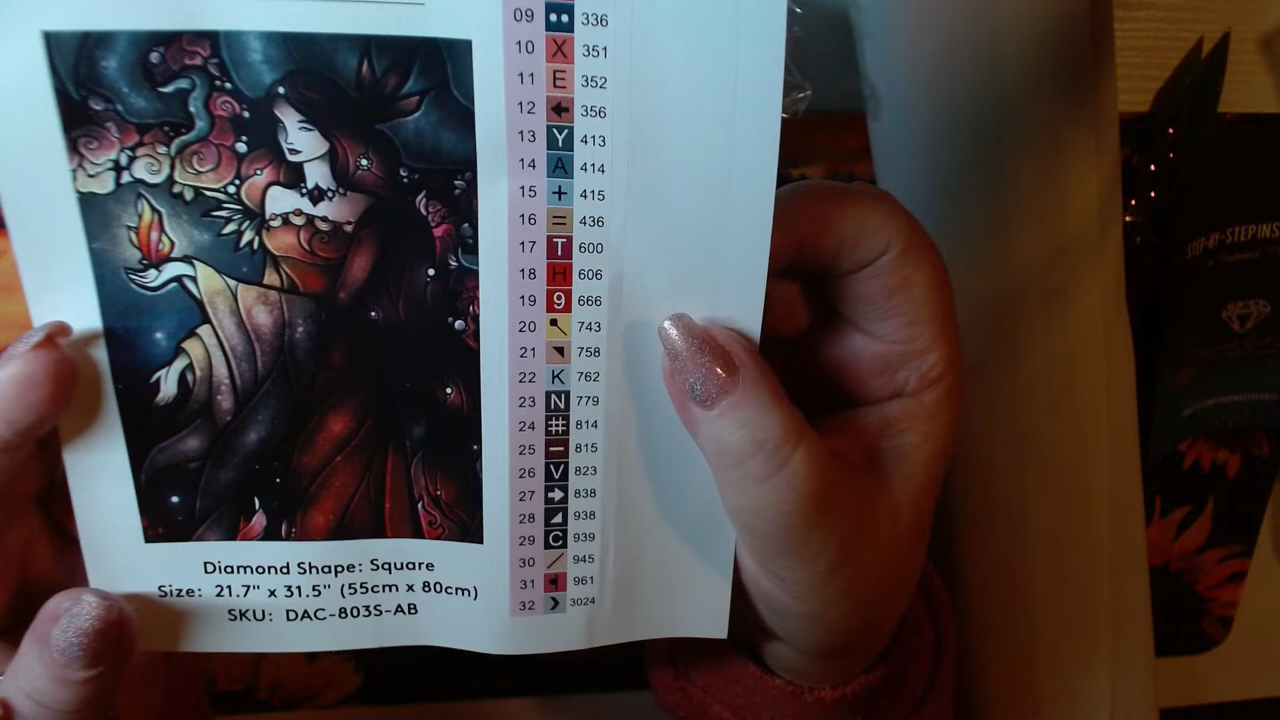 09 •• 336
10 X 351
11 E 352
12 ← 356
13 Y 413
14 A 414
15 + 415
16 = 436
17 T 600
18 H 606
19 9 666
20 743
21 ◥ 758
22 K 762
23 N 779
24 # 814
25 − 815
26 V 823
27 → 838
28 ◢ 938
29 C 939
30 / 945
31 961
32 › 3024
Diamond Shape: Square
Size: 21.7" x 31.5" (55cm x 80cm)
SKU: DAC-803S-AB
STEP-BY-STEP INS